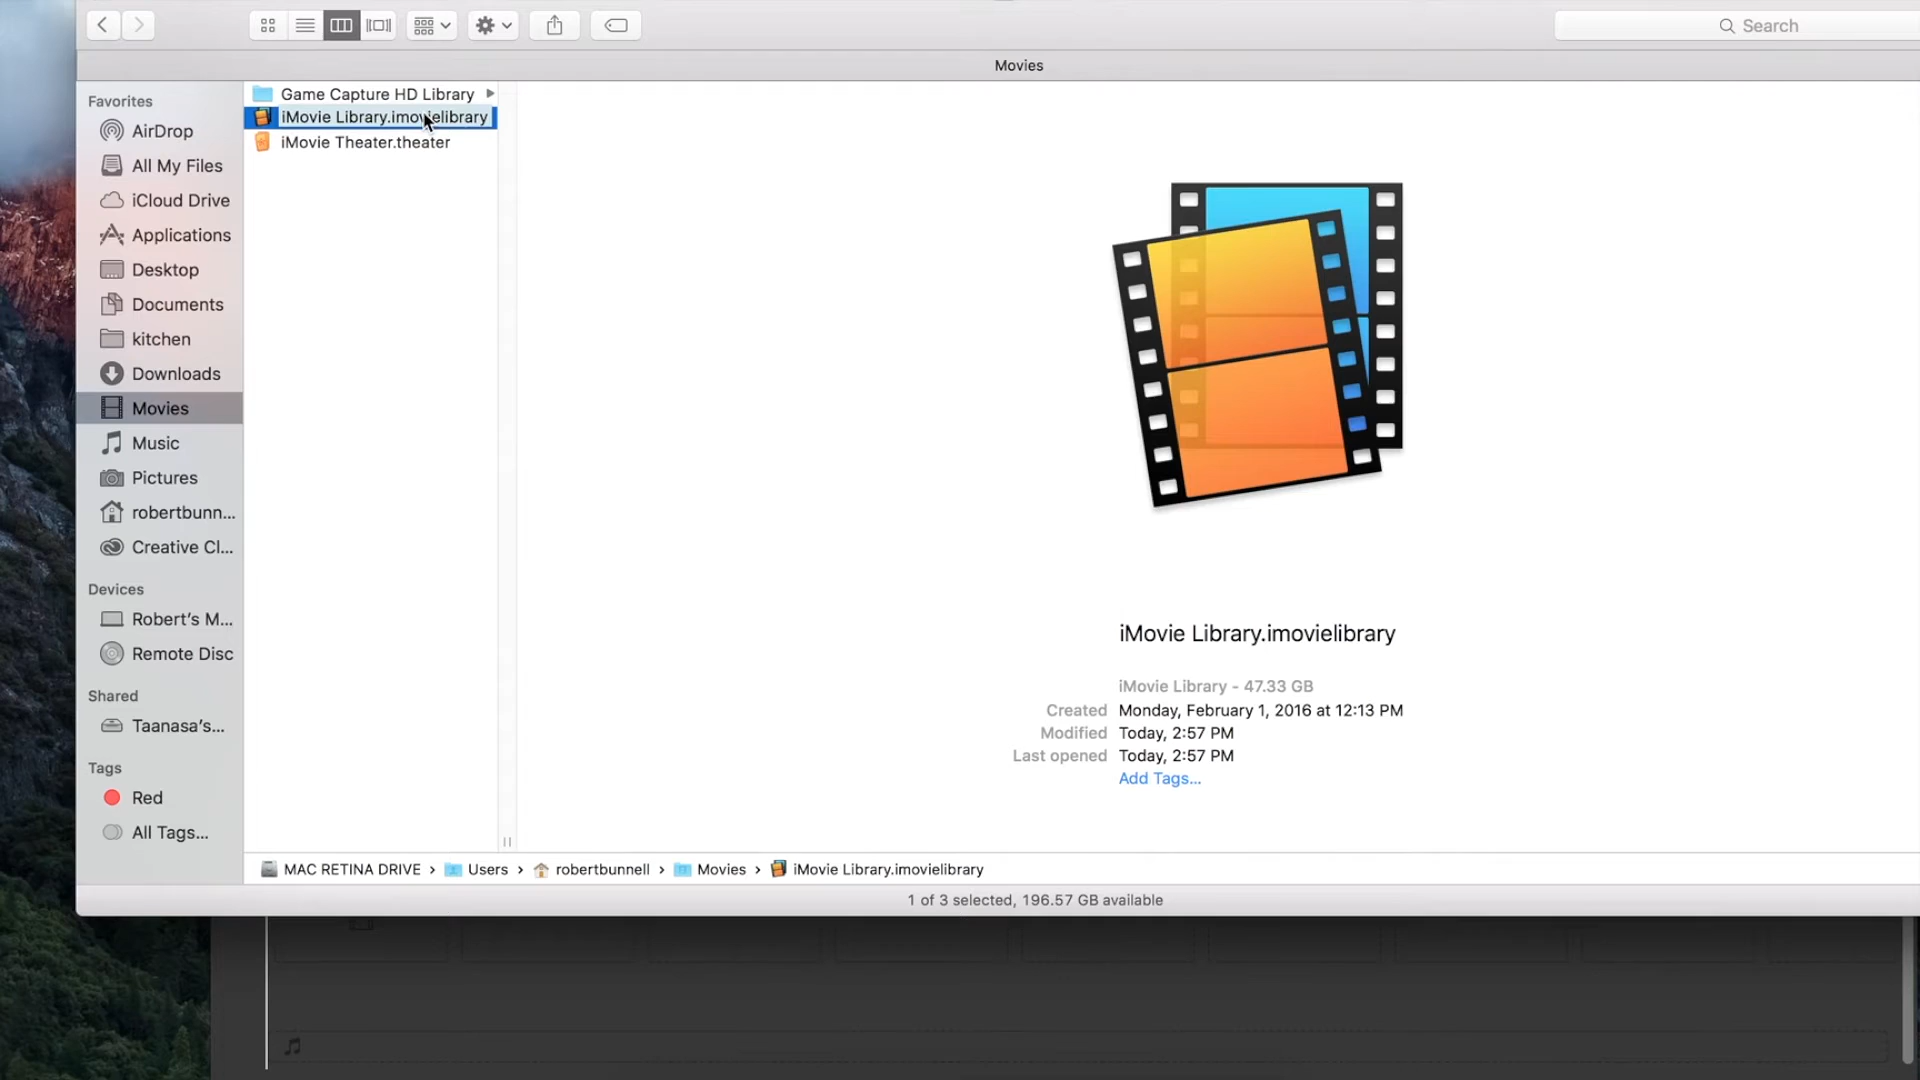 Search
Movies
Favorites
AirDrop
All My Files
iCloud Drive
Applications
Desktop
Documents
kitchen
Downloads
Movies
Music
Pictures
robertbunn...
Creative Cl...
Devices
Robert's M...
Remote Disc
Shared
Taanasa's...
Tags
Red
All Tags...
Game Capture HD Library
iMovie Library.imovielibrary
iMovie Theater.theater
iMovie Library.imovielibrary
iMovie Library - 47.33 GB
Created Monday, February 1, 2016 at 12:13 PM
Modified Today, 2:57 PM
Last opened Today, 2:57 PM
Add Tags...
MAC RETINA DRIVE › Users › robertbunnell › Movies › iMovie Library.imovielibrary
1 of 3 selected, 196.57 GB available